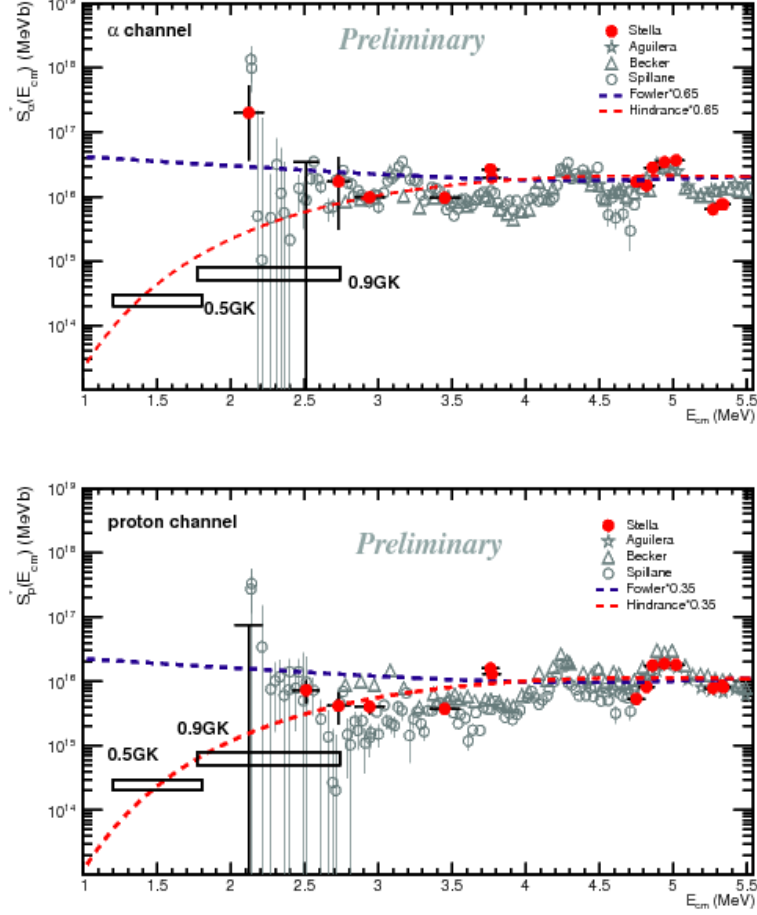 10¹⁹
α channel
Preliminary
Stella
Aguilera
Becker
Spillane
Fowler*0.65
Hindrance*0.65
S*α(Ecm) (MeVb)
10¹⁸
10¹⁷
10¹⁶
10¹⁵
0.9GK
0.5GK
10¹⁴
1 1.5 2 2.5 3 3.5 4 4.5 5 5.5
Ecm (MeV)
10¹⁹
proton channel
Preliminary
Stella
Aguilera
Becker
Spillane
Fowler*0.35
Hindrance*0.35
S*p(Ecm) (MeVb)
10¹⁸
10¹⁷
10¹⁶
0.9GK
10¹⁵
0.5GK
10¹⁴
1 1.5 2 2.5 3 3.5 4 4.5 5 5.5
Ecm (MeV)